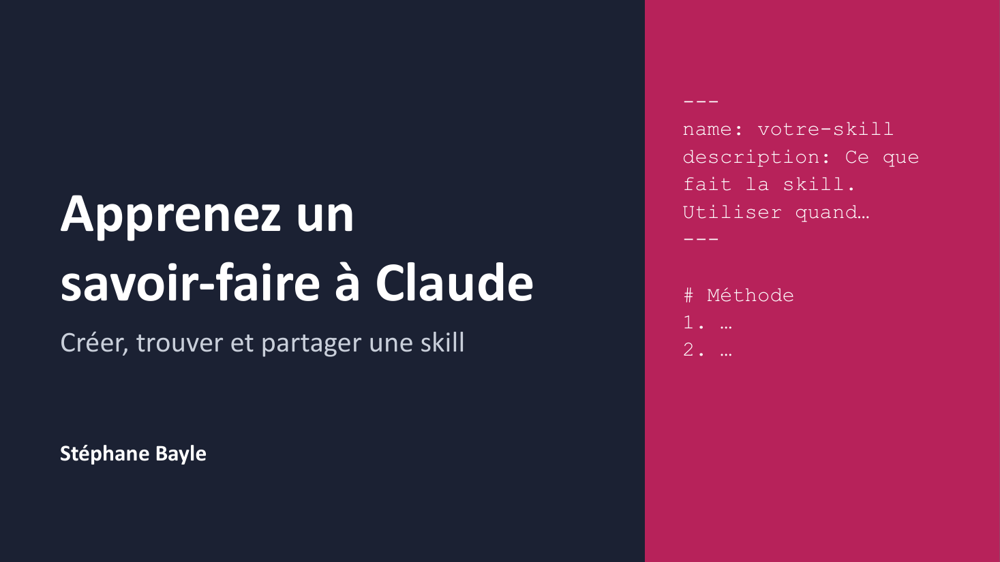 Apprenez un
savoir-faire à Claude
Créer, trouver et partager une skill
Stéphane Bayle
---
name: votre-skill
description: Ce que
fait la skill.
Utiliser quand…
---
# Méthode
1. …
2. …